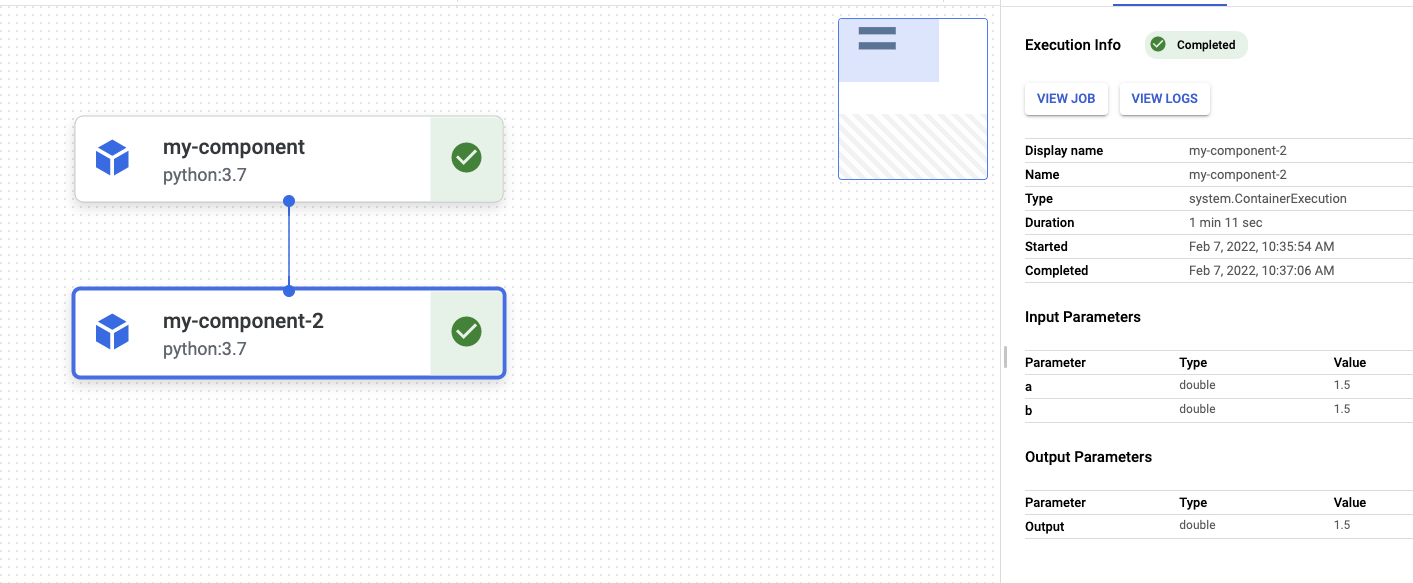 my-component
python:3.7
my-component-2
python:3.7
Execution Info Completed
VIEW JOB VIEW LOGS
Display name my-component-2
Name my-component-2
Type system.ContainerExecution
Duration 1 min 11 sec
Started Feb 7, 2022, 10:35:54 AM
Completed Feb 7, 2022, 10:37:06 AM
Input Parameters
Parameter Type Value
a double 1.5
b double 1.5
Output Parameters
Parameter Type Value
Output double 1.5